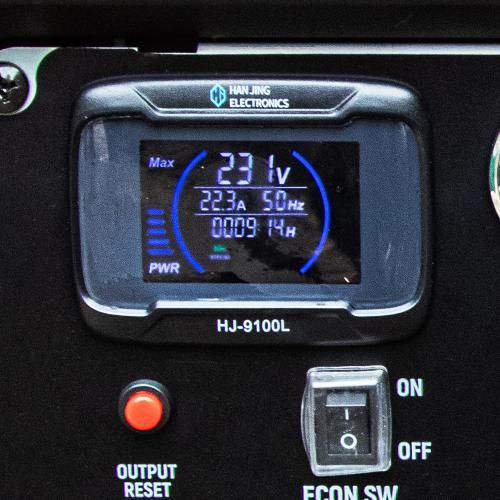 HAN JING
ELECTRONICS
Max
231V
22.3A 50Hz
0009:14H
PWR
HJ-9100L
ON
OFF
OUTPUT
RESET
ECON SW